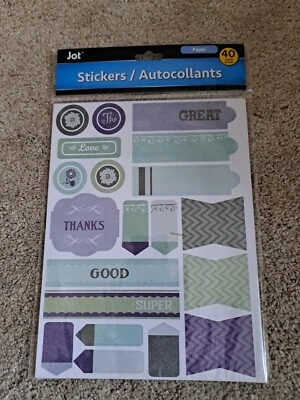 Jot
Paper
40
Stickers / Autocollants
The
GREAT
Love
THANKS
GOOD
SUPER